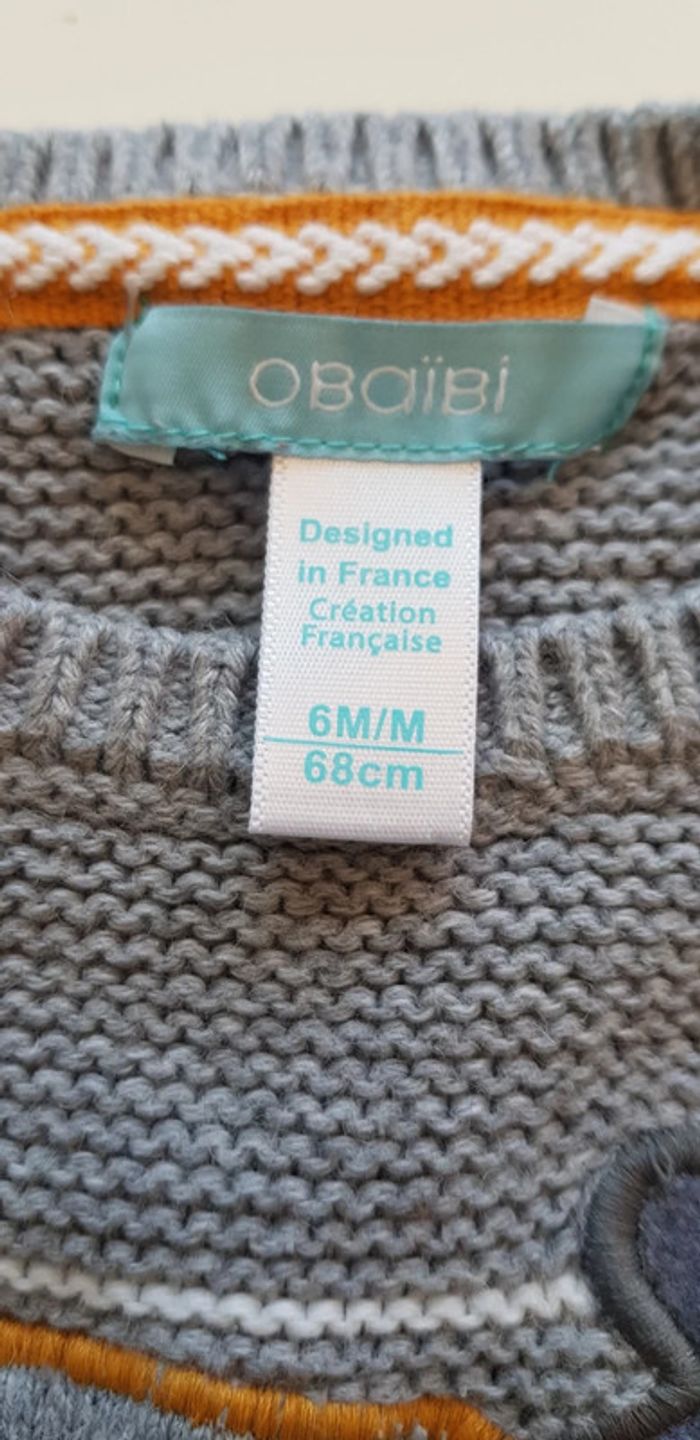 OBaïBi
Designed
in France
Création
Française
6M/M
68cm